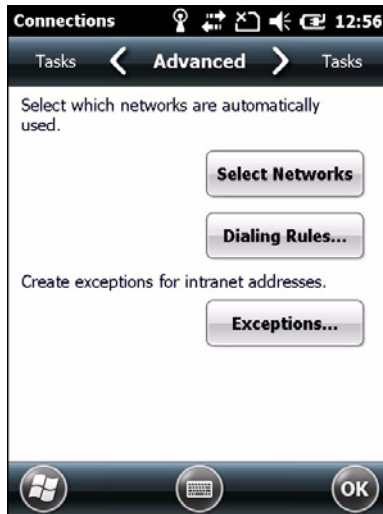 Connections 12:56
Tasks Advanced Tasks
Select which networks are automatically
used.
Select Networks
Dialing Rules...
Create exceptions for intranet addresses.
Exceptions...
OK